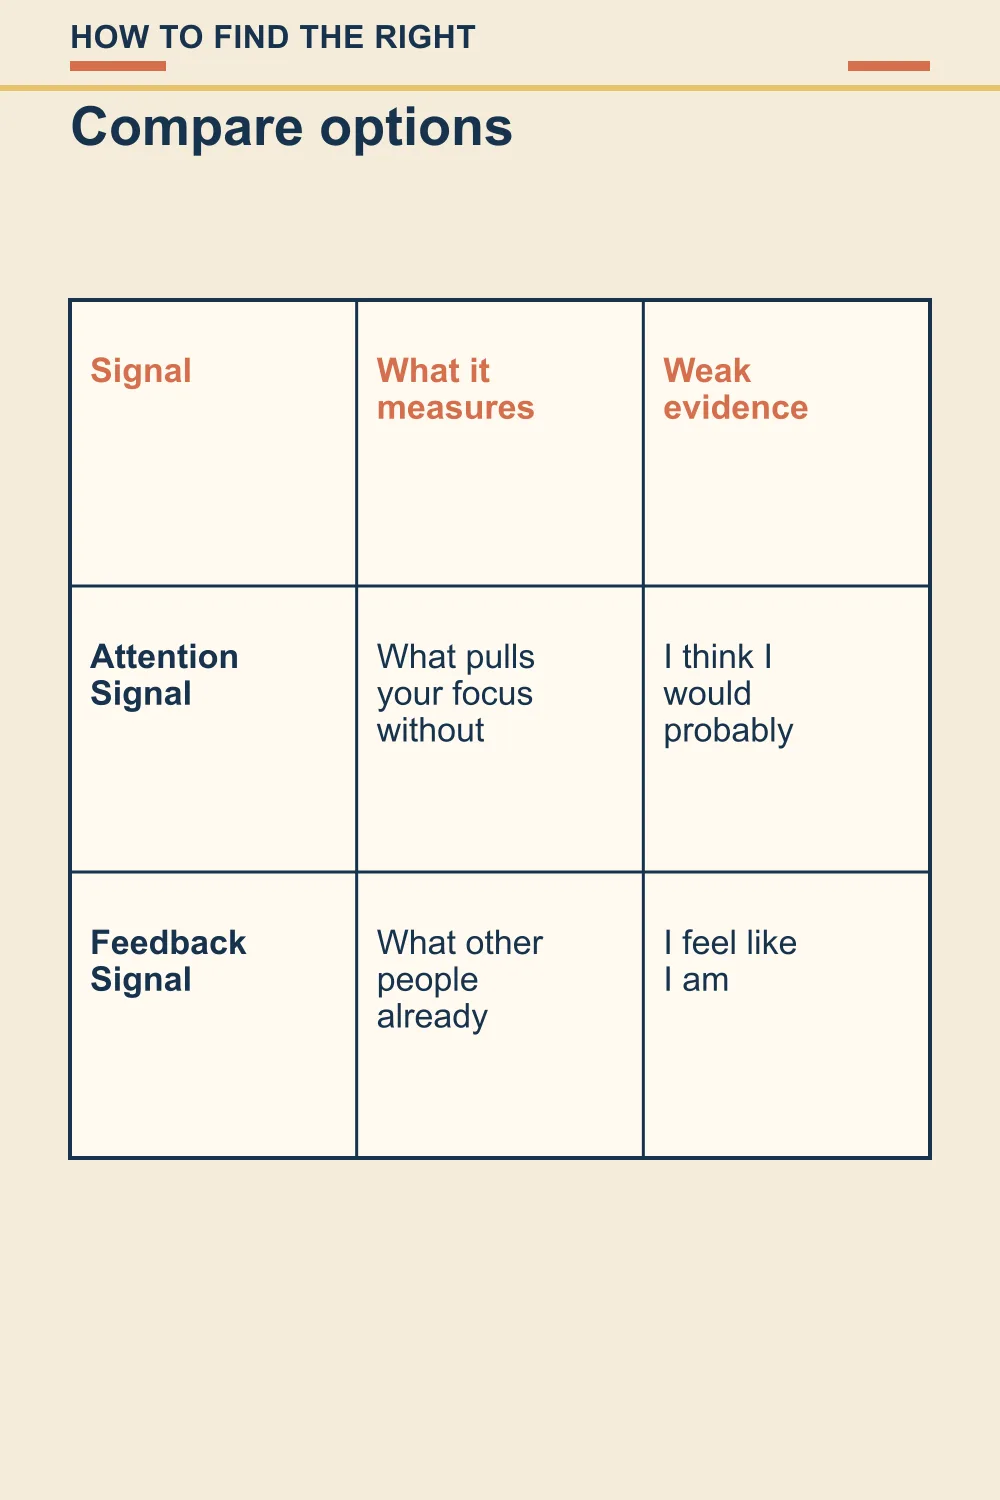 HOW TO FIND THE RIGHT
Compare options
Signal
What it
measures
Weak
evidence
Attention
Signal
What pulls
your focus
without
I think I
would
probably
Feedback
Signal
What other
people
already
I feel like
I am